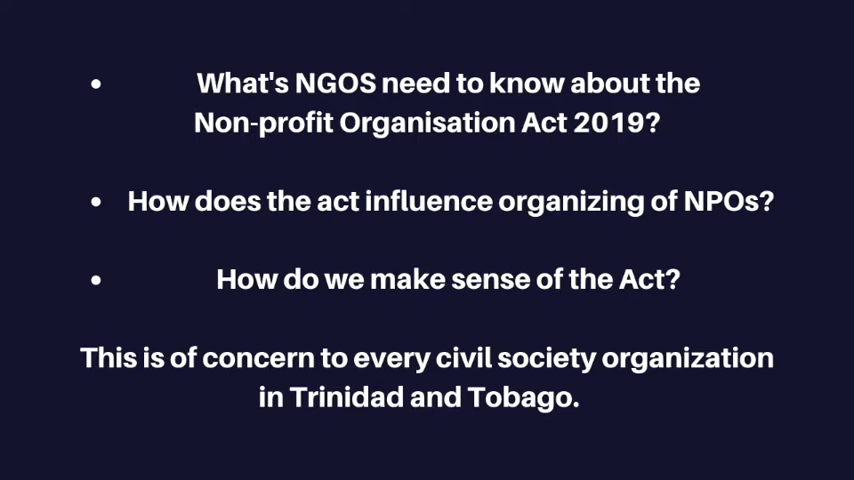 • What's NGOS need to know about the
Non-profit Organisation Act 2019?
• How does the act influence organizing of NPOs?
• How do we make sense of the Act?
This is of concern to every civil society organization
in Trinidad and Tobago.